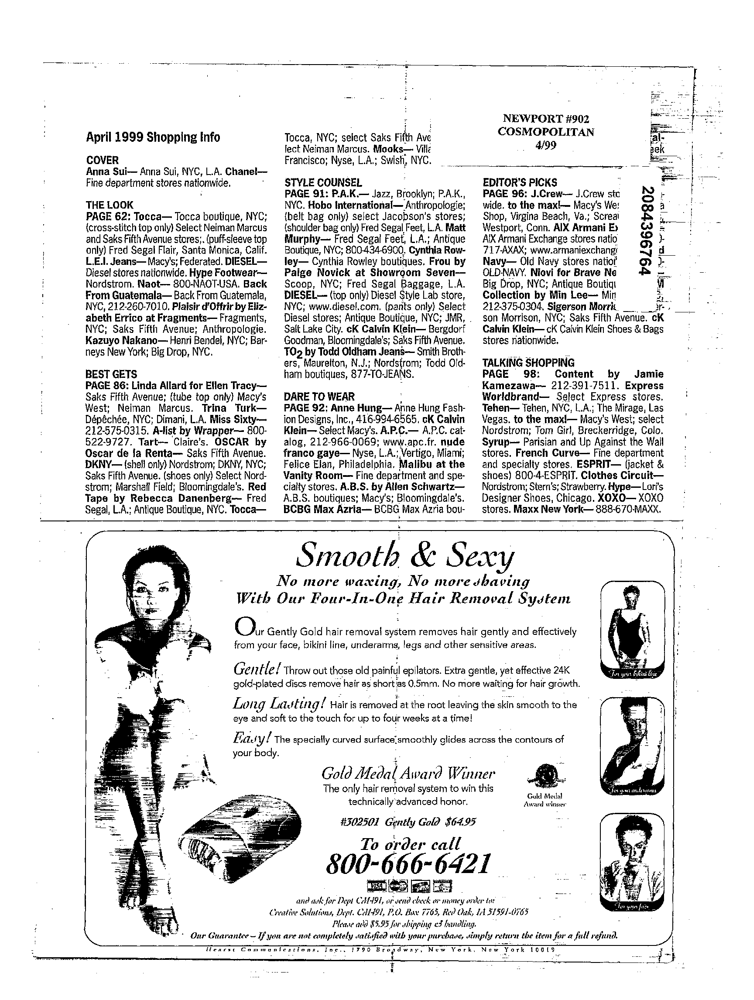 NEWPORT #902
COSMOPOLITAN
4/99
2084396764
April 1999 Shopping Info
COVER
Anna Sui— Anna Sui, NYC, L.A. Chanel—
Fine department stores nationwide.
THE LOOK
PAGE 62: Tocca— Tocca boutique, NYC;
(cross-stitch top only) Select Neiman Marcus
and Saks Fifth Avenue stores;. (puff-sleeve top
only) Fred Segal Flair, Santa Monica, Calif.
L.E.I. Jeans— Macy's; Federated. DIESEL—
Diesel stores nationwide. Hype Footwear—
Nordstrom. Naot— 800-NAOT-USA. Back
From Guatemala— Back From Guatemala,
NYC, 212-260-7010. Plaisir d'Offrir by Eliz-
abeth Errico at Fragments— Fragments,
NYC; Saks Fifth Avenue; Anthropologie.
Kazuyo Nakano— Henri Bendel, NYC; Bar-
neys New York; Big Drop, NYC.
BEST GETS
PAGE 86: Linda Allard for Ellen Tracy—
Saks Fifth Avenue; (tube top only) Macy's
West; Neiman Marcus. Trina Turk—
Dépêchée, NYC; Dimani, L.A. Miss Sixty—
212-575-0315. A-list by Wrapper— 800-
522-9727. Tart— Claire's. OSCAR by
Oscar de la Renta— Saks Fifth Avenue.
DKNY— (shell only) Nordstrom; DKNY, NYC;
Saks Fifth Avenue. (shoes only) Select Nord-
strom; Marshall Field; Bloomingdale's. Red
Tape by Rebecca Danenberg— Fred
Segal, L.A.; Antique Boutique, NYC. Tocca—
Tocca, NYC; select Saks Fifth Ave
lect Neiman Marcus. Mooks— Villa
Francisco; Nyse, L.A.; Swish, NYC.
STYLE COUNSEL
PAGE 91: P.A.K.— Jazz, Brooklyn; P.A.K.,
NYC. Hobo International— Anthropologie;
(belt bag only) select Jacobson's stores;
(shoulder bag only) Fred Segal Feet, L.A. Matt
Murphy— Fred Segal Feet, L.A.; Antique
Boutique, NYC; 800-434-6900. Cynthia Row-
ley— Cynthia Rowley boutiques. Frou by
Paige Novick at Showroom Seven—
Scoop, NYC; Fred Segal Baggage, L.A.
DIESEL— (top only) Diesel Style Lab store,
NYC; www.diesel.com. (pants only) Select
Diesel stores; Antique Boutique, NYC; JMR,
Salt Lake City. cK Calvin Klein— Bergdorf
Goodman, Bloomingdale's; Saks Fifth Avenue.
TO2 by Todd Oldham Jeans— Smith Broth-
ers, Maurelton, N.J.; Nordstrom; Todd Old-
ham boutiques, 877-TO-JEANS.
DARE TO WEAR
PAGE 92: Anne Hung— Anne Hung Fash-
ion Designs, Inc., 416-994-6565. cK Calvin
Klein— Select Macy's. A.P.C.— A.P.C. cat-
alog, 212-966-0069; www.apc.fr. nude
franco gaye— Nyse, L.A.; Vertigo, Miami;
Felice Elan, Philadelphia. Malibu at the
Vanity Room— Fine department and spe-
cialty stores. A.B.S. by Allen Schwartz—
A.B.S. boutiques; Macy's; Bloomingdale's.
BCBG Max Azria— BCBG Max Azria bou-
EDITOR'S PICKS
PAGE 96: J.Crew— J.Crew sto
wide. to the max!— Macy's We
Shop, Virgina Beach, Va.; Screa
Westport, Conn. A|X Armani Ex
A|X Armani Exchange stores natio
717-AXAX; www.armaniexchang
Navy— Old Navy stores nation
OLD-NAVY. Niovi for Brave Ne
Big Drop, NYC; Antique Boutiq
Collection by Min Lee— Min
212-375-0304. Sigerson Morris
son Morrison, NYC; Saks Fifth Avenue. cK
Calvin Klein— cK Calvin Klein Shoes & Bags
stores nationwide.
TALKING SHOPPING
PAGE 98: Content by Jamie
Kamezawa— 212-391-7511. Express
Worldbrand— Select Express stores.
Tehen— Tehen, NYC, L.A.; The Mirage, Las
Vegas. to the max!— Macy's West; select
Nordstrom; Tom Girl, Breckerridge, Colo.
Syrup— Parisian and Up Against the Wall
stores. French Curve— Fine department
and specialty stores. ESPRIT— (jacket &
shoes) 800-4-ESPRIT. Clothes Circuit—
Nordstrom; Stern's; Strawberry. Hype— Lori's
Designer Shoes, Chicago. XOXO— XOXO
stores. Maxx New York— 888-670-MAXX.
Smooth & Sexy
No more waxing, No more shaving
With Our Four-In-One Hair Removal System
Our Gently Gold hair removal system removes hair gently and effectively
from your face, bikini line, underarms, legs and other sensitive areas.
Gentle! Throw out those old painful epilators. Extra gentle, yet effective 24K
gold-plated discs remove hair as short as 0.5mm. No more waiting for hair growth.
Long Lasting! Hair is removed at the root leaving the skin smooth to the
eye and soft to the touch for up to four weeks at a time!
Easy! The specially curved surface smoothly glides across the contours of
your body.
Gold Medal Award Winner
The only hair removal system to win this
technically advanced honor.
Gold Medal
Award winner
#302501 Gently Gold $64.95
To order call
800-666-6421
and ask for Dept CA1491, or send check or money order to:
Creative Solutions, Dept. CA1491, P.O. Box 7765, Red Oak, IA 51591-0765
Please add $5.95 for shipping & handling.
Our Guarantee – If you are not completely satisfied with your purchase, simply return the item for a full refund.
For your bikini line
For your underarms
For your face
Hearst Communications, Inc., 1790 Broadway, New York, New York 10019